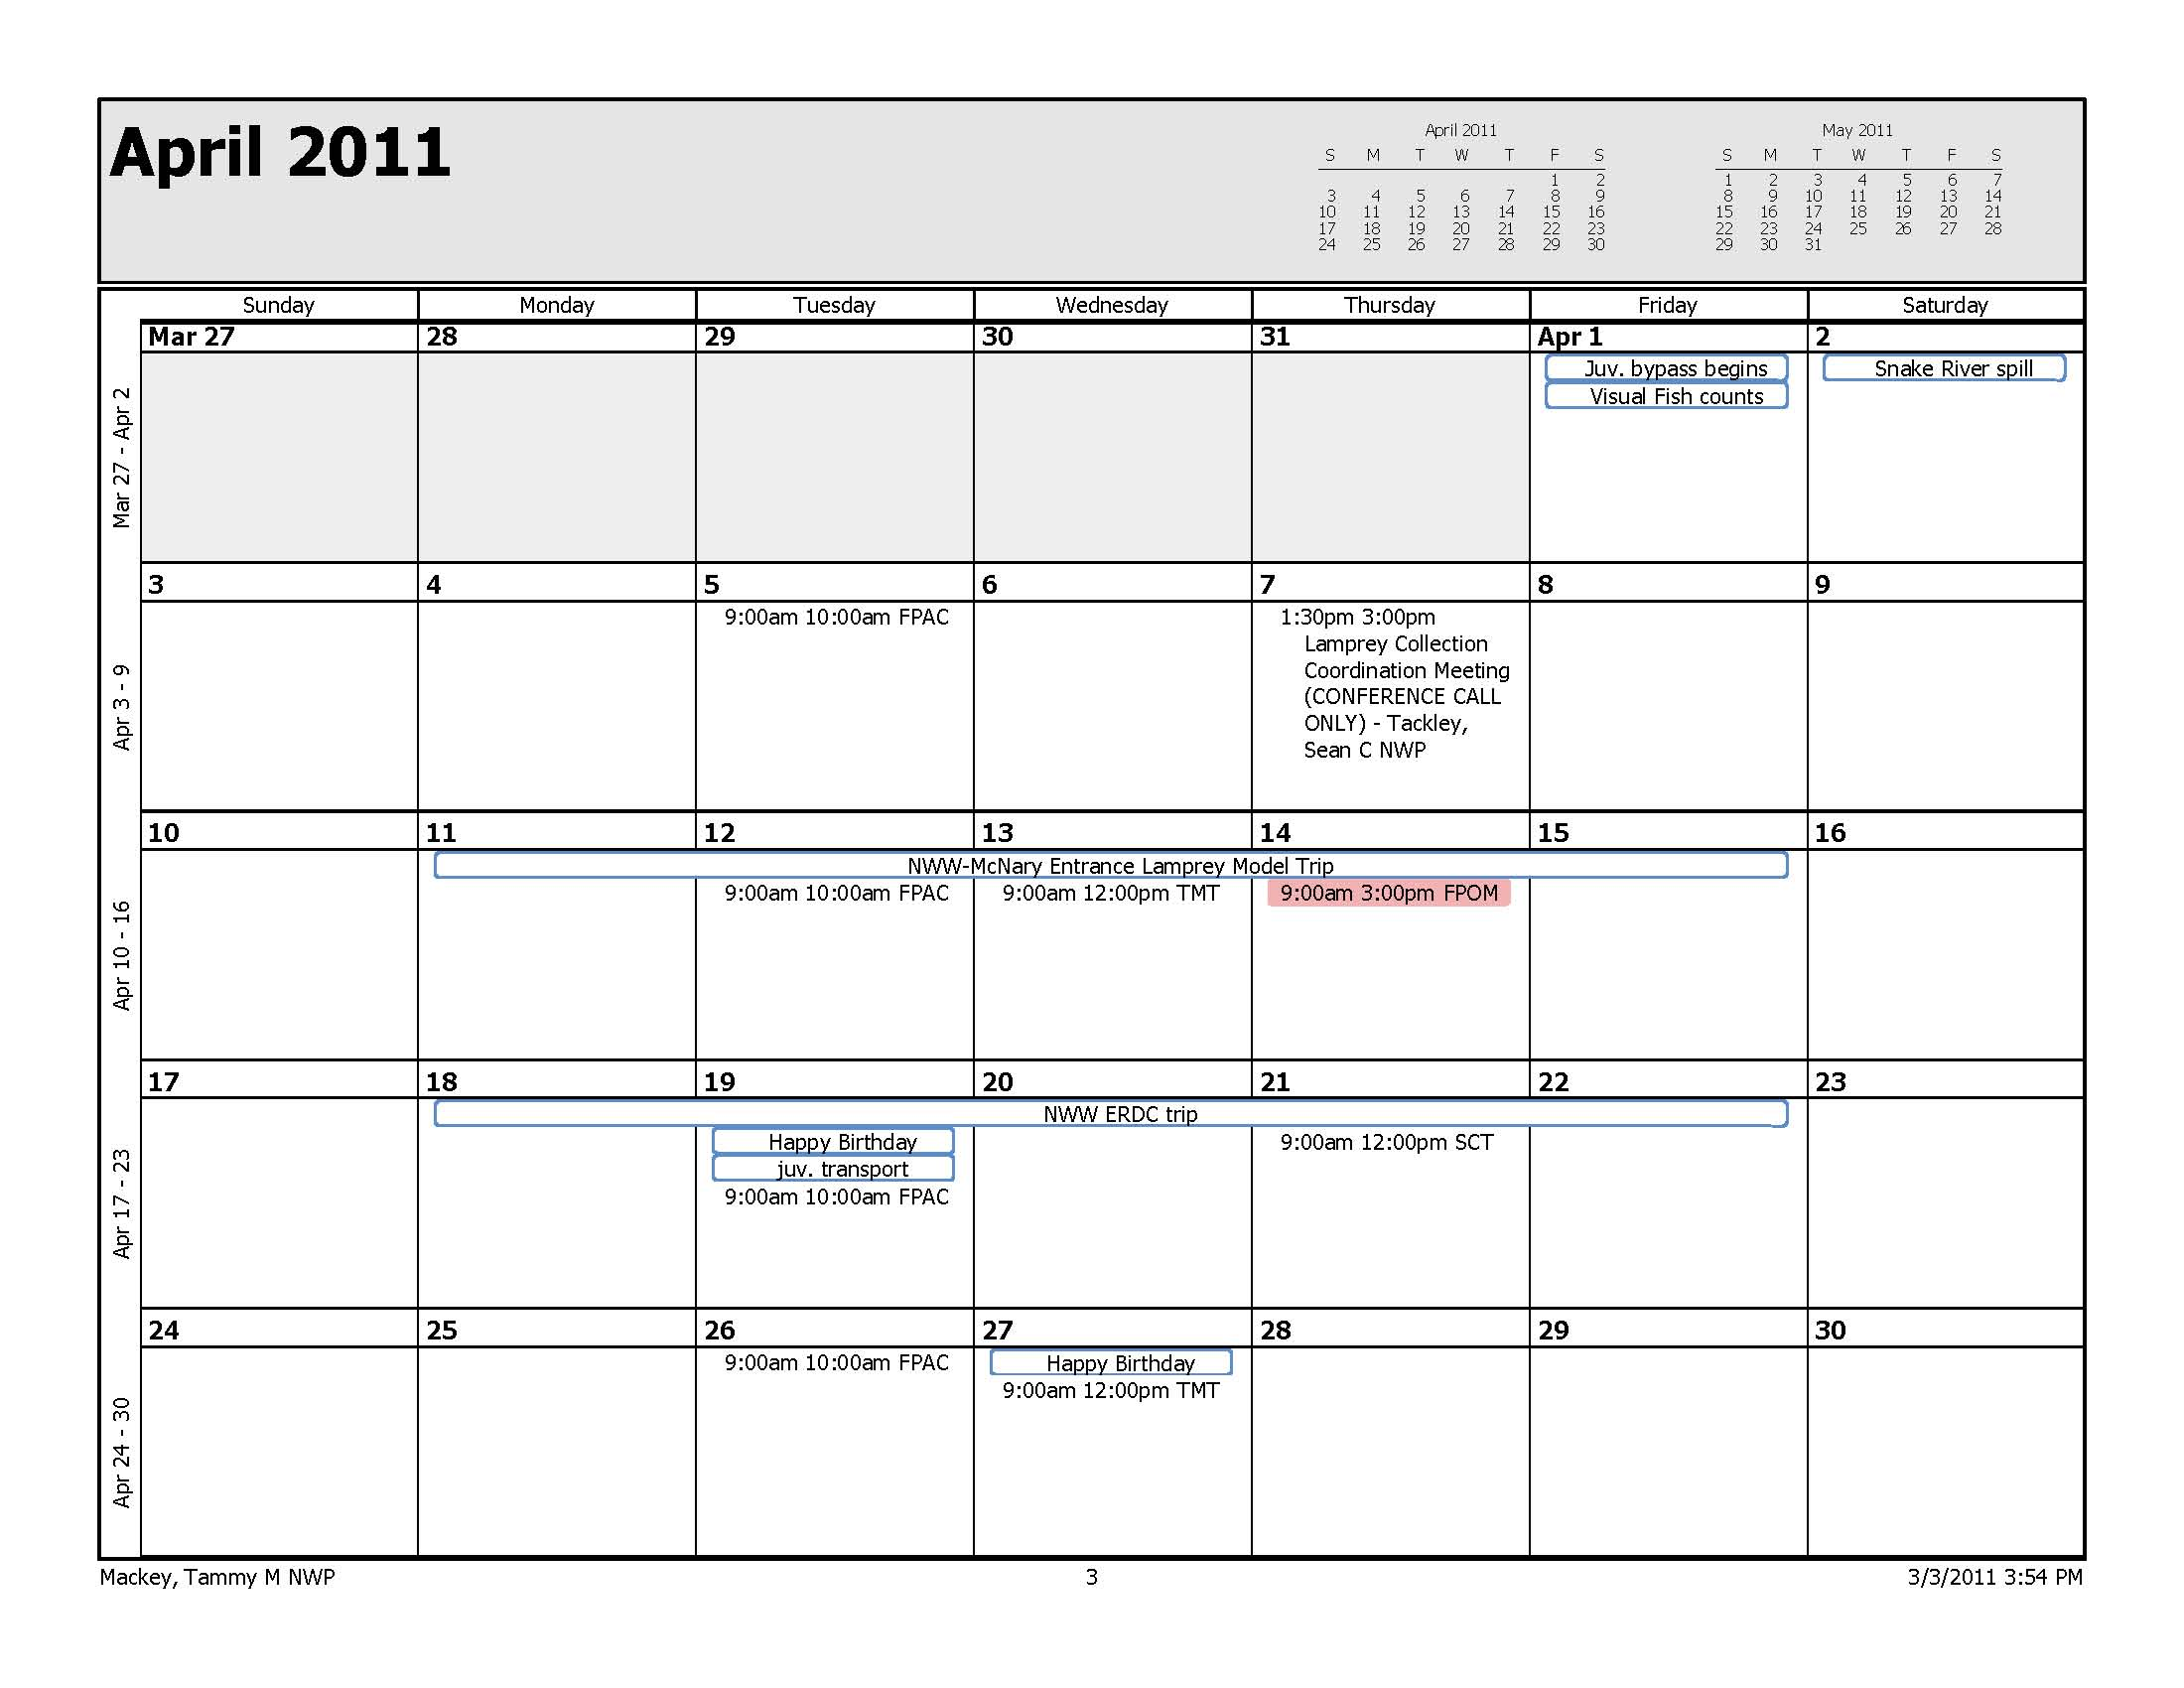 April 2011
April 2011
S M T W T F S
1 2
3 4 5 6 7 8 9
10 11 12 13 14 15 16
17 18 19 20 21 22 23
24 25 26 27 28 29 30
May 2011
S M T W T F S
1 2 3 4 5 6 7
8 9 10 11 12 13 14
15 16 17 18 19 20 21
22 23 24 25 26 27 28
29 30 31
Sunday Monday Tuesday Wednesday Thursday Friday Saturday
Mar 27 - Apr 2
Mar 27 28 29 30 31 Apr 1 2
Juv. bypass begins Snake River spill
Visual Fish counts
Apr 3 - 9
3 4 5 6 7 8 9
9:00am 10:00am FPAC 1:30pm 3:00pm
Lamprey Collection
Coordination Meeting
(CONFERENCE CALL
ONLY) - Tackley,
Sean C NWP
Apr 10 - 16
10 11 12 13 14 15 16
NWW-McNary Entrance Lamprey Model Trip
9:00am 10:00am FPAC 9:00am 12:00pm TMT 9:00am 3:00pm FPOM
Apr 17 - 23
17 18 19 20 21 22 23
NWW ERDC trip
Happy Birthday 9:00am 12:00pm SCT
juv. transport
9:00am 10:00am FPAC
Apr 24 - 30
24 25 26 27 28 29 30
9:00am 10:00am FPAC Happy Birthday
9:00am 12:00pm TMT
Mackey, Tammy M NWP 3 3/3/2011 3:54 PM